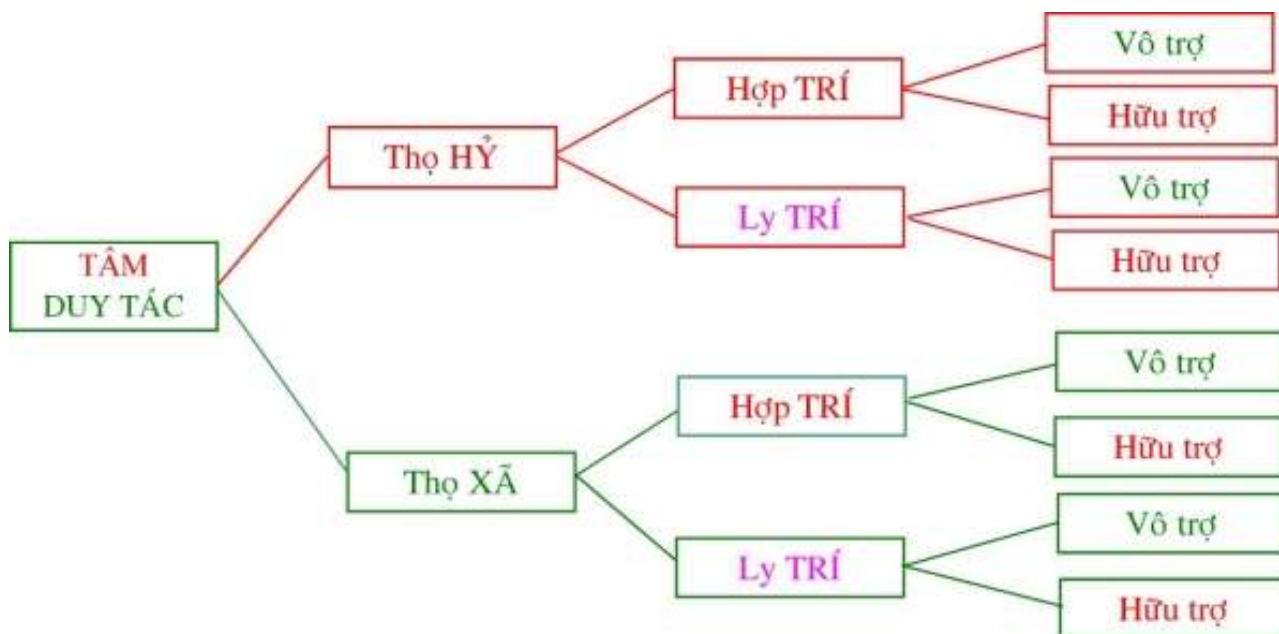 Vô trợ
Hợp TRÍ
Hữu trợ
Thọ HỶ
Vô trợ
Ly TRÍ
Hữu trợ
TÂM
DUY TÁC
Vô trợ
Hợp TRÍ
Hữu trợ
Thọ XÃ
Vô trợ
Ly TRÍ
Hữu trợ